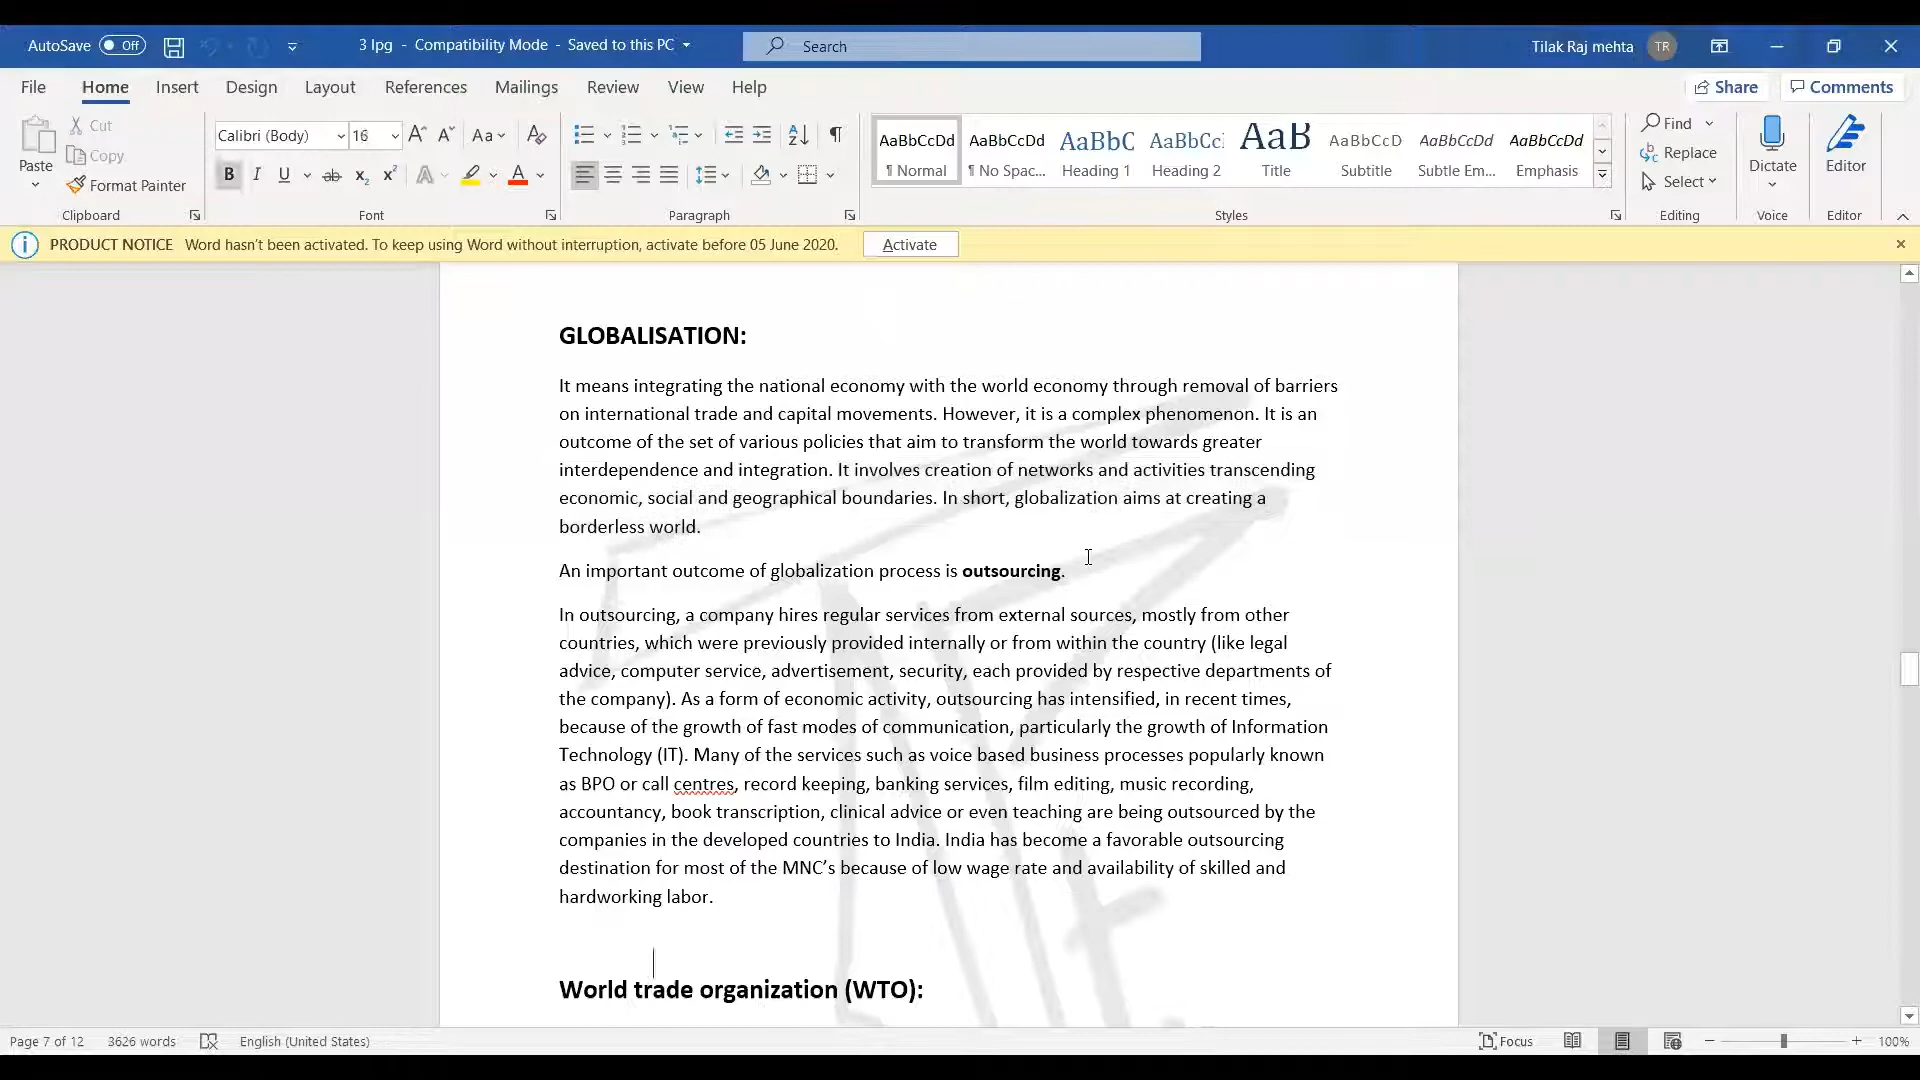 AutoSave Off 3 lpg - Compatibility Mode - Saved to this PC Search Tilak Raj mehta TR
File Home Insert Design Layout References Mailings Review View Help Share Comments
Paste Cut Copy Format Painter Clipboard
Calibri (Body) 16 Font
Paragraph
AaBbCcDd ¶ Normal AaBbCcDd ¶ No Spac... AaBbC Heading 1 AaBbCc Heading 2 AaB Title AaBbCcD Subtitle AaBbCcDd Subtle Em... AaBbCcDd Emphasis Styles
Find Replace Select Editing
Dictate Voice
Editor Editor
PRODUCT NOTICE Word hasn't been activated. To keep using Word without interruption, activate before 05 June 2020. Activate
GLOBALISATION:
It means integrating the national economy with the world economy through removal of barriers
on international trade and capital movements. However, it is a complex phenomenon. It is an
outcome of the set of various policies that aim to transform the world towards greater
interdependence and integration. It involves creation of networks and activities transcending
economic, social and geographical boundaries. In short, globalization aims at creating a
borderless world.
An important outcome of globalization process is outsourcing.
In outsourcing, a company hires regular services from external sources, mostly from other
countries, which were previously provided internally or from within the country (like legal
advice, computer service, advertisement, security, each provided by respective departments of
the company). As a form of economic activity, outsourcing has intensified, in recent times,
because of the growth of fast modes of communication, particularly the growth of Information
Technology (IT). Many of the services such as voice based business processes popularly known
as BPO or call centres, record keeping, banking services, film editing, music recording,
accountancy, book transcription, clinical advice or even teaching are being outsourced by the
companies in the developed countries to India. India has become a favorable outsourcing
destination for most of the MNC's because of low wage rate and availability of skilled and
hardworking labor.
World trade organization (WTO):
Page 7 of 12 3626 words English (United States) Focus 100%